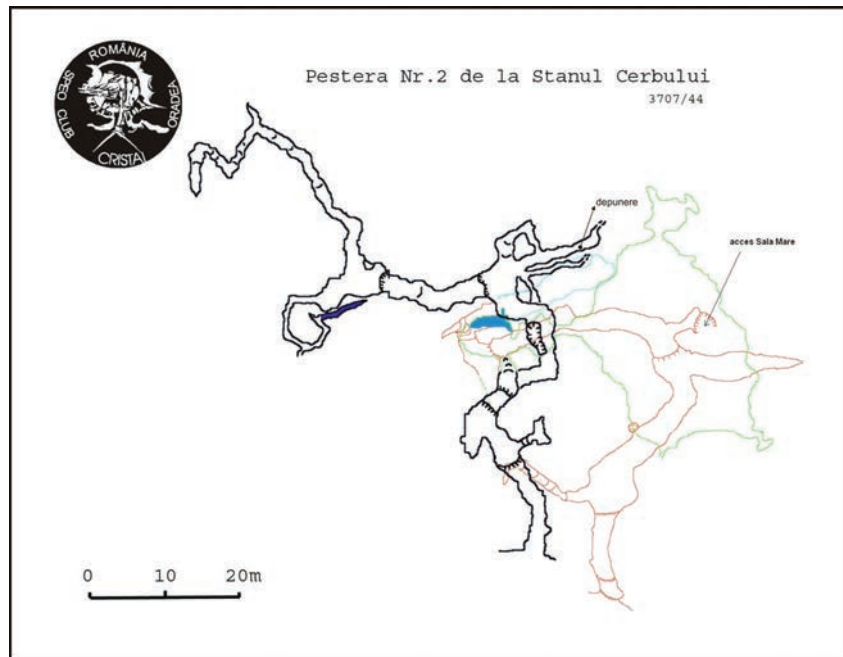 ROMÂNIA
SPEO CLUB
ORADEA
CRISTAL
Pestera Nr.2 de la Stanul Cerbului
3707/44
depunere
acces Sala Mare
0 10 20m